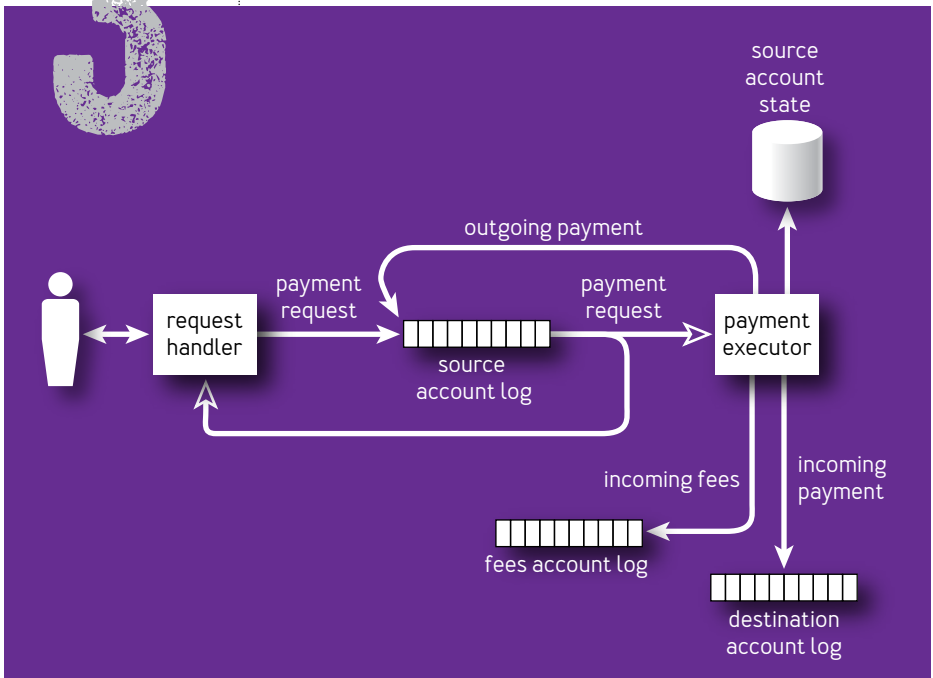 3
source
account
state
outgoing payment
payment
request
payment
request
request
handler
payment
executor
source
account log
incoming fees
incoming
payment
fees account log
destination
account log